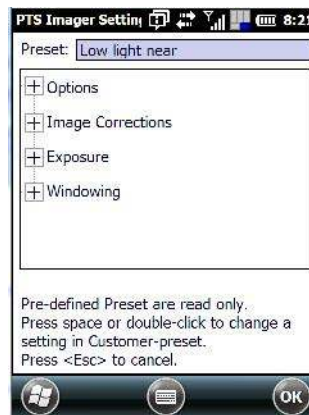 PTS Imager Settin 8:21
Preset: Low light near
Options
Image Corrections
Exposure
Windowing
Pre-defined Preset are read only.
Press space or double-click to change a
setting in Customer-preset.
Press <Esc> to cancel.
OK